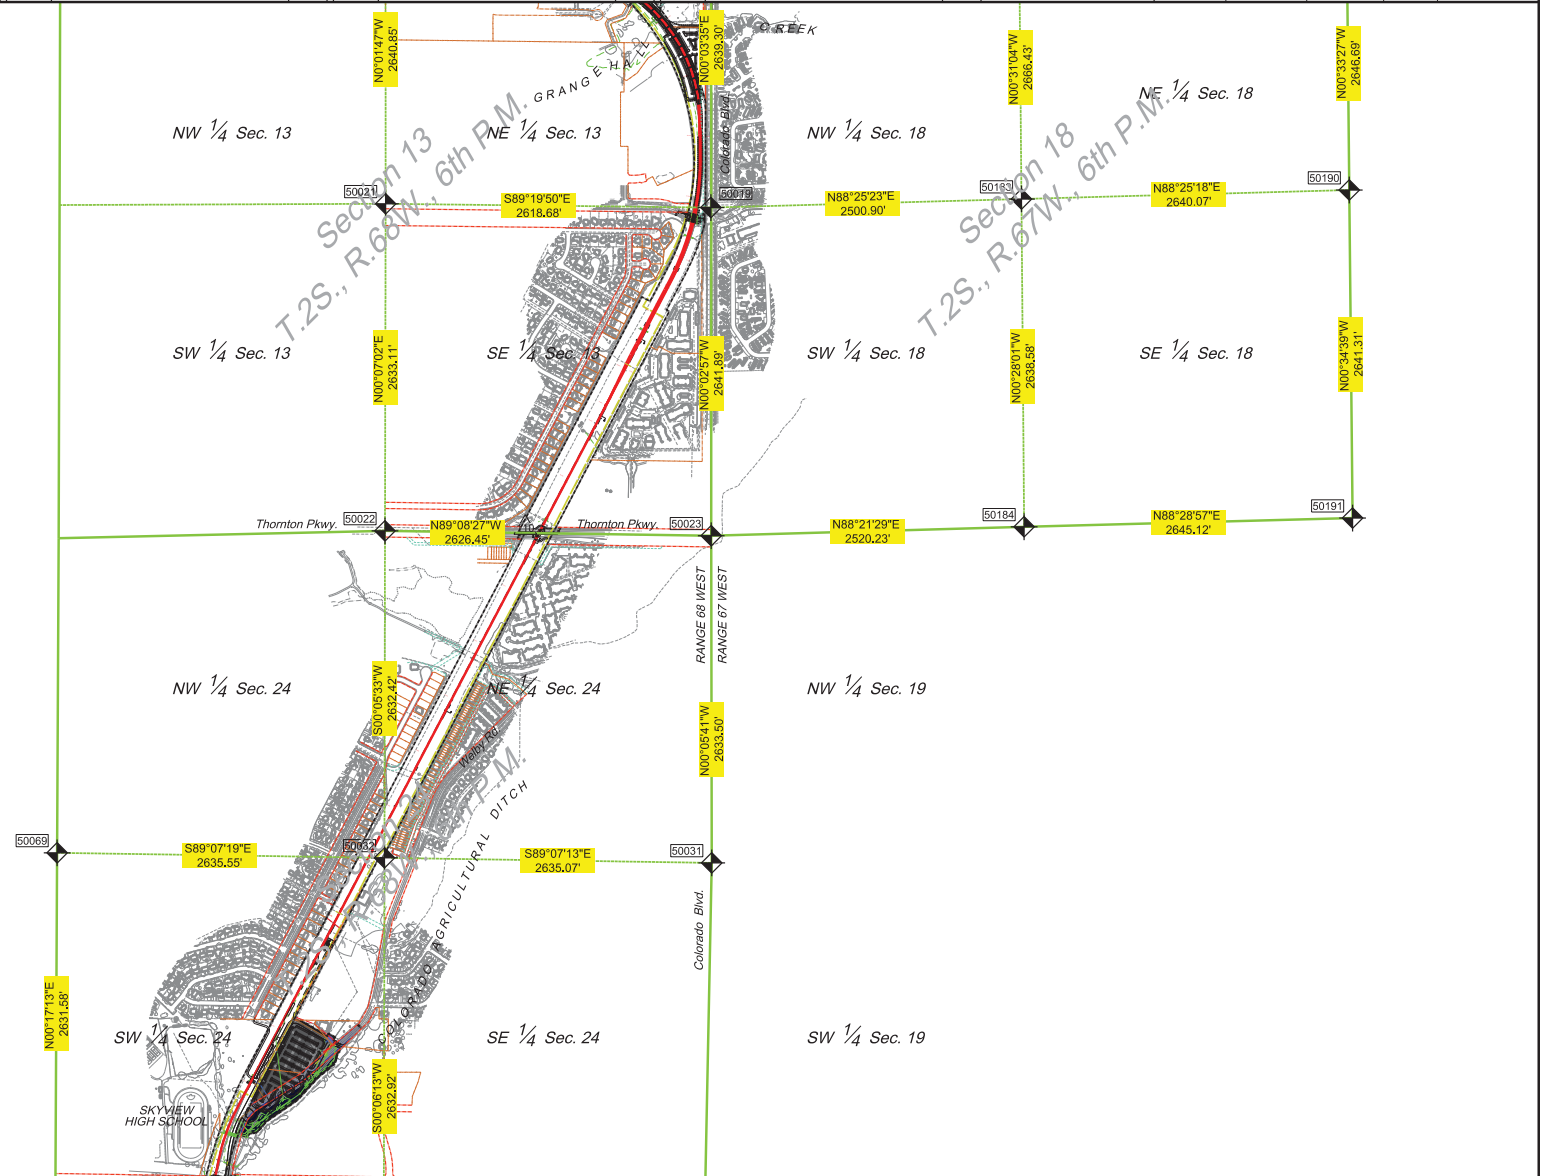 N0°01'47"W
2640.85'
GRANGE HALL
CREEK
N00°03'35"E
2639.30'
Colorado Blvd.
N00°31'04"W
2666.43'
N00°33'27"W
2646.69'
NW 1/4 Sec. 13
NE 1/4 Sec. 13
NW 1/4 Sec. 18
NE 1/4 Sec. 18
Section 13
T.2S., R.68W., 6th P.M.
Section 18
T.2S., R.67W., 6th P.M.
50021
S89°19'50"E
2618.68'
50019
N88°25'23"E
2500.90'
50183
N88°25'18"E
2640.07'
50190
SW 1/4 Sec. 13
N00°07'02"E
2633.11'
SE 1/4 Sec. 13
N00°02'57"W
2641.89'
SW 1/4 Sec. 18
N00°28'01"W
2638.58'
SE 1/4 Sec. 18
N00°34'39"W
2641.31'
Thornton Pkwy.
50022
N89°08'27"W
2626.45'
Thornton Pkwy.
50023
N88°21'29"E
2520.23'
50184
N88°28'57"E
2645.12'
50191
RANGE 68 WEST
RANGE 67 WEST
NW 1/4 Sec. 24
S00°05'33"W
2632.42'
NE 1/4 Sec. 24
N00°05'41"W
2633.50'
NW 1/4 Sec. 19
Welby Rd
P.M.
50069
S89°07'19"E
2635.55'
50032
S89°07'13"E
2635.07'
50031
COLORADO AGRICULTURAL DITCH
Colorado Blvd.
N00°17'13"E
2631.58'
SW 1/4 Sec. 24
SE 1/4 Sec. 24
SW 1/4 Sec. 19
S00°06'13"W
2632.92'
SKYVIEW
HIGH SCHOOL